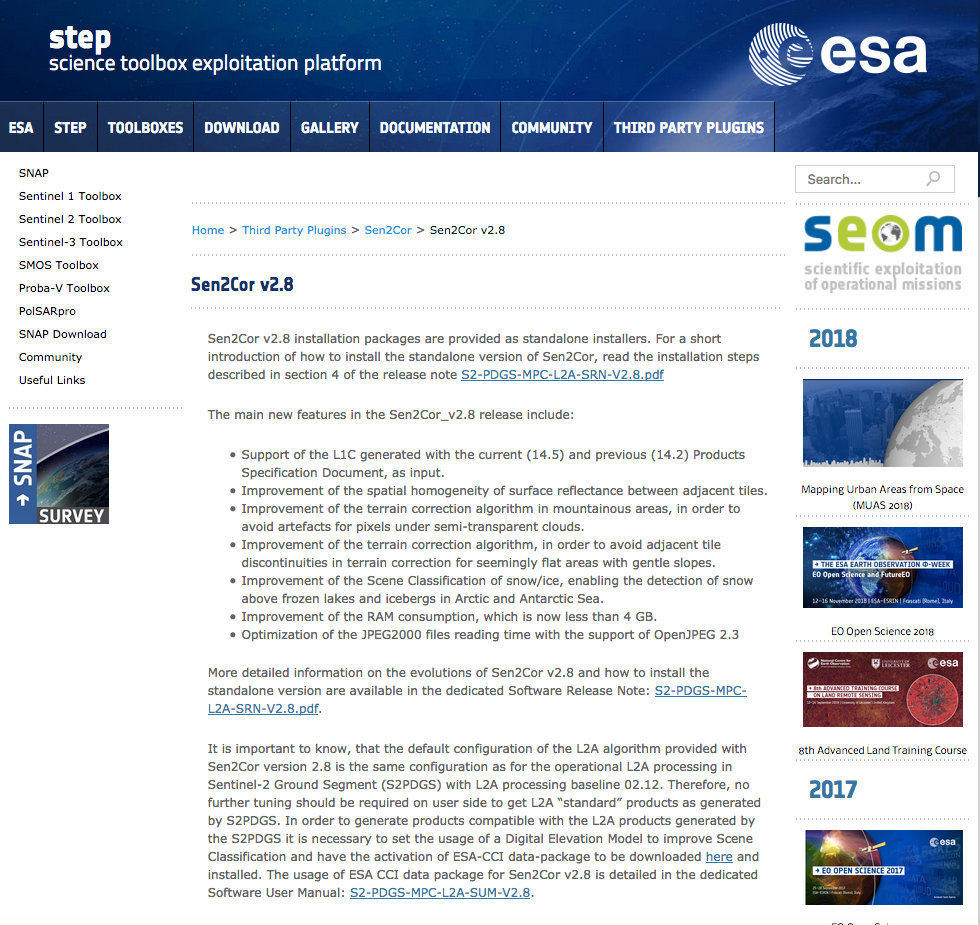 step
science toolbox exploitation platform
esa
ESA
STEP
TOOLBOXES
DOWNLOAD
GALLERY
DOCUMENTATION
COMMUNITY
THIRD PARTY PLUGINS
SNAP
Sentinel 1 Toolbox
Sentinel 2 Toolbox
Sentinel-3 Toolbox
SMOS Toolbox
Proba-V Toolbox
PolSARpro
SNAP Download
Community
Useful Links
SNAP
SURVEY
Home > Third Party Plugins > Sen2Cor > Sen2Cor v2.8
Sen2Cor v2.8
Sen2Cor v2.8 installation packages are provided as standalone installers. For a short
introduction of how to install the standalone version of Sen2Cor, read the installation steps
described in section 4 of the release note S2-PDGS-MPC-L2A-SRN-V2.8.pdf
The main new features in the Sen2Cor_v2.8 release include:
• Support of the L1C generated with the current (14.5) and previous (14.2) Products
Specification Document, as input.
• Improvement of the spatial homogeneity of surface reflectance between adjacent tiles.
• Improvement of the terrain correction algorithm in mountainous areas, in order to
avoid artefacts for pixels under semi-transparent clouds.
• Improvement of the terrain correction algorithm, in order to avoid adjacent tile
discontinuities in terrain correction for seemingly flat areas with gentle slopes.
• Improvement of the Scene Classification of snow/ice, enabling the detection of snow
above frozen lakes and icebergs in Arctic and Antarctic Sea.
• Improvement of the RAM consumption, which is now less than 4 GB.
• Optimization of the JPEG2000 files reading time with the support of OpenJPEG 2.3
More detailed information on the evolutions of Sen2Cor v2.8 and how to install the
standalone version are available in the dedicated Software Release Note: S2-PDGS-MPC-
L2A-SRN-V2.8.pdf.
It is important to know, that the default configuration of the L2A algorithm provided with
Sen2Cor version 2.8 is the same configuration as for the operational L2A processing in
Sentinel-2 Ground Segment (S2PDGS) with L2A processing baseline 02.12. Therefore, no
further tuning should be required on user side to get L2A “standard” products as generated
by S2PDGS. In order to generate products compatible with the L2A products generated by
the S2PDGS it is necessary to set the usage of a Digital Elevation Model to improve Scene
Classification and have the activation of ESA-CCI data-package to be downloaded here and
installed. The usage of ESA CCI data package for Sen2Cor v2.8 is detailed in the dedicated
Software User Manual: S2-PDGS-MPC-L2A-SUM-V2.8.
Search...
seom
scientific exploitation
of operational missions
2018
Mapping Urban Areas from Space
(MUAS 2018)
THE ESA EARTH OBSERVATION Φ-WEEK
EO Open Science and FutureEO
12–16 November 2018 | ESA–ESRIN | Frascati (Rome), Italy
EO Open Science 2018
National Centre for
Earth Observation
UNIVERSITY OF
LEICESTER
esa
8th ADVANCED TRAINING COURSE
ON LAND REMOTE SENSING
8th Advanced Land Training Course
2017
esa
EO OPEN SCIENCE 2017